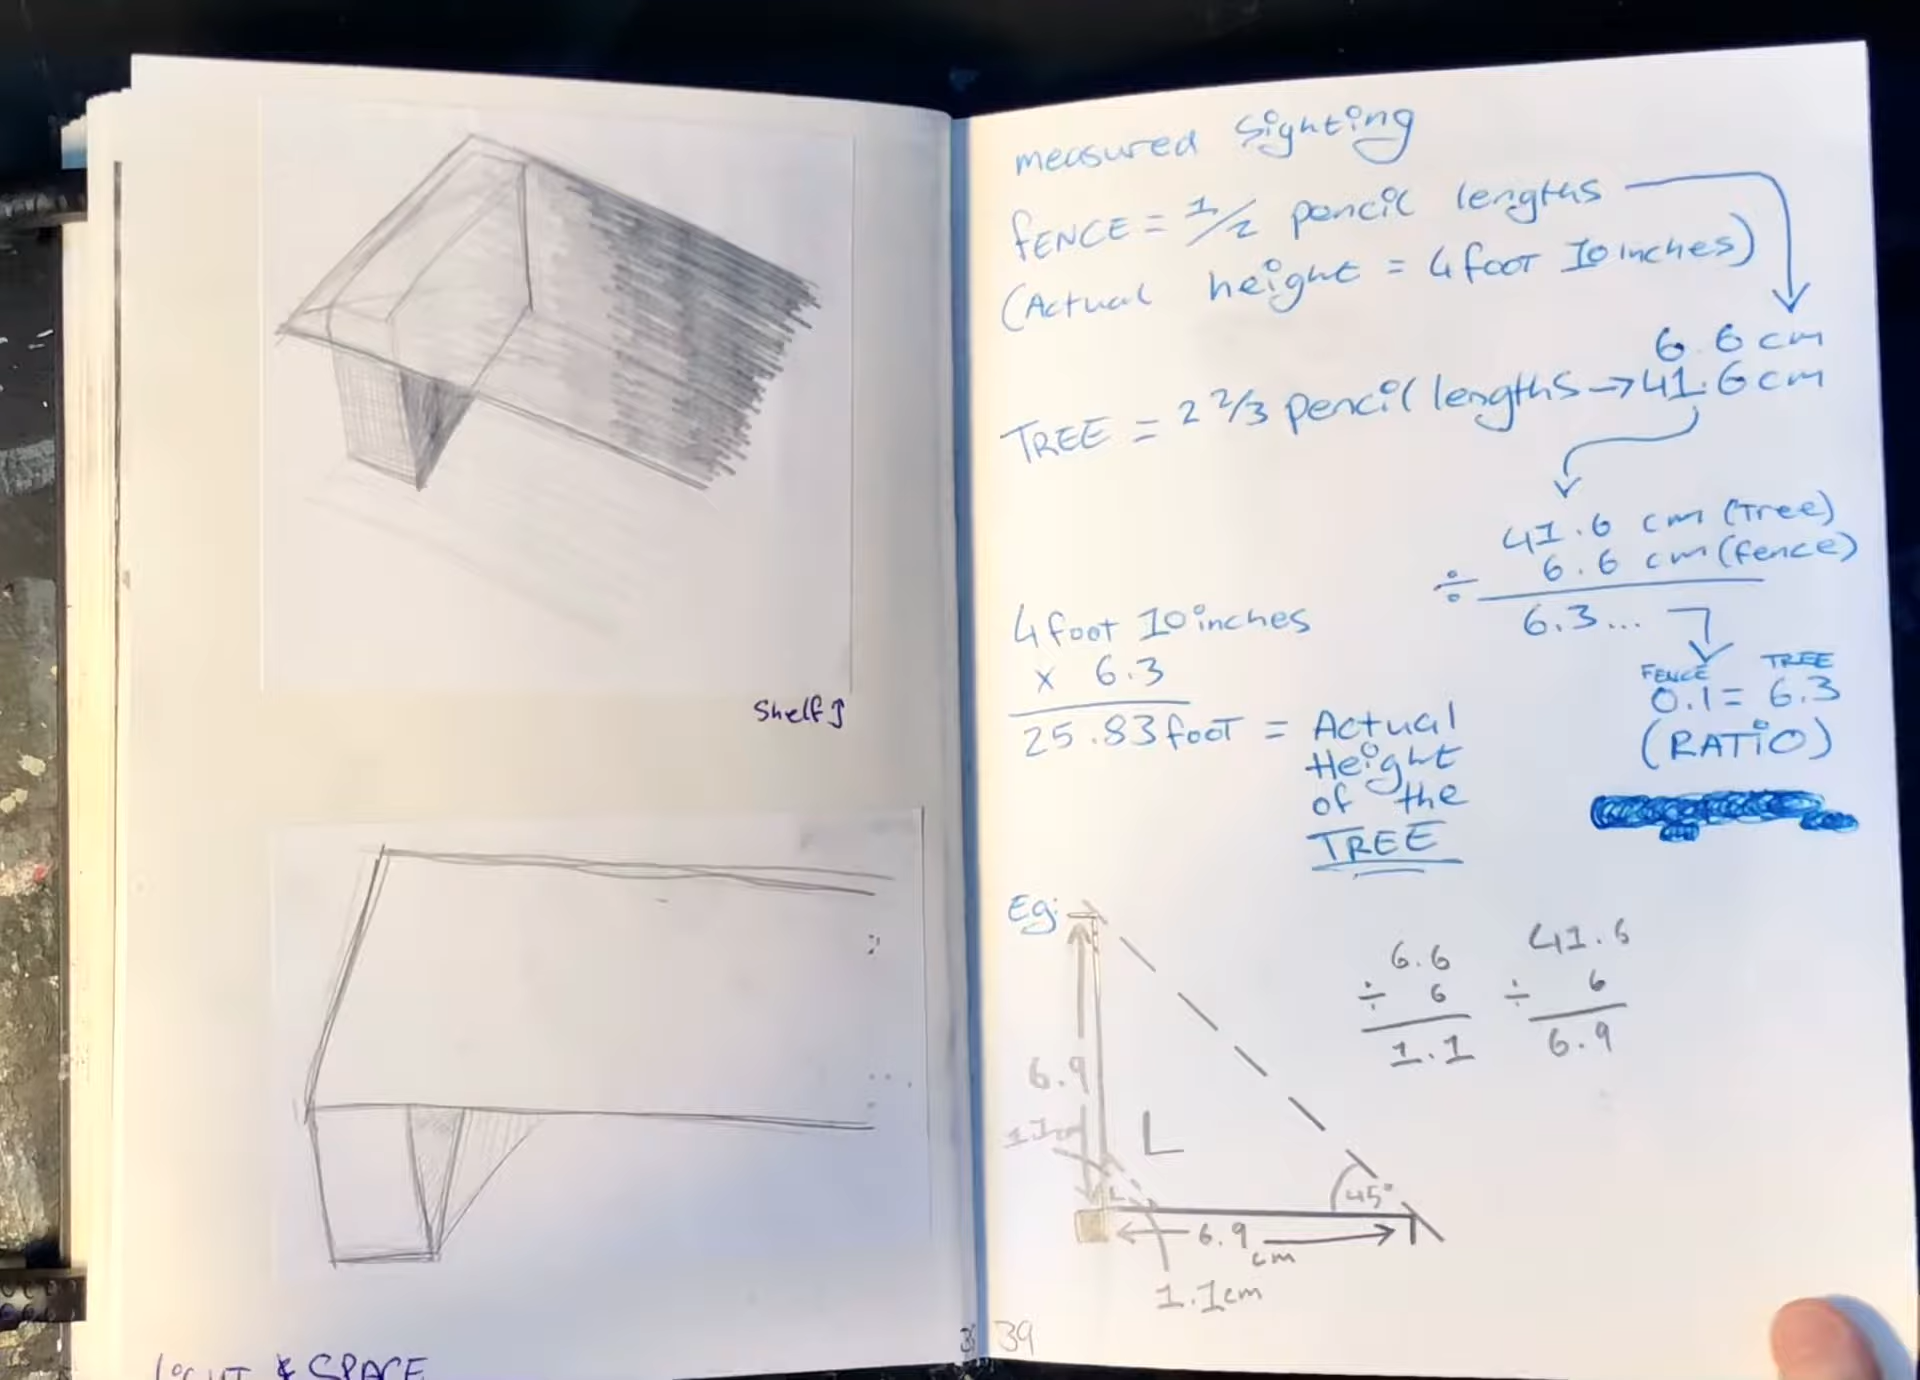 Shelf
LIGHT & SPACE
measured Sighting
FENCE = 1/2 pencil lengths
(Actual height = 4 foot 10 inches)
6.6 cm
TREE = 2 2/3 pencil lengths → 41.6 cm
41.6 cm (Tree)
÷ 6.6 cm (fence)
6.3...
FENCE TREE
0.1 = 6.3
(RATIO)
4 foot 10 inches
x 6.3
25.83 foot = Actual
Height
of the
TREE
Eg:
6.6
÷ 6
1.1
41.6
÷ 6
6.9
6.9
L
45°
6.9
cm
1.1cm
39